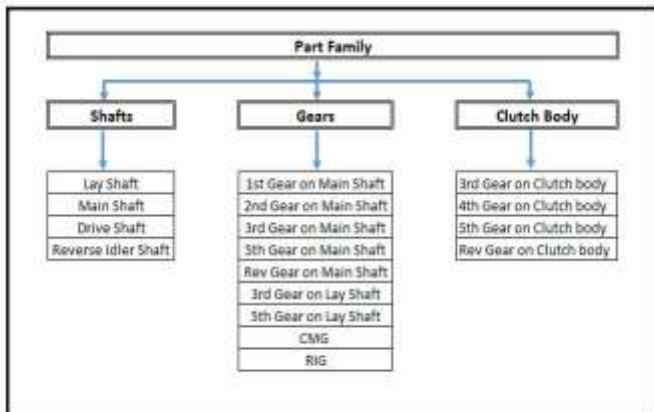 Part Family
Shafts
Gears
Clutch Body
Lay Shaft
Main Shaft
Drive Shaft
Reverse Idler Shaft
1st Gear on Main Shaft
2nd Gear on Main Shaft
3rd Gear on Main Shaft
5th Gear on Main Shaft
Rev Gear on Main Shaft
3rd Gear on Lay Shaft
5th Gear on Lay Shaft
CMG
RIG
3rd Gear on Clutch body
4th Gear on Clutch body
5th Gear on Clutch body
Rev Gear on Clutch body